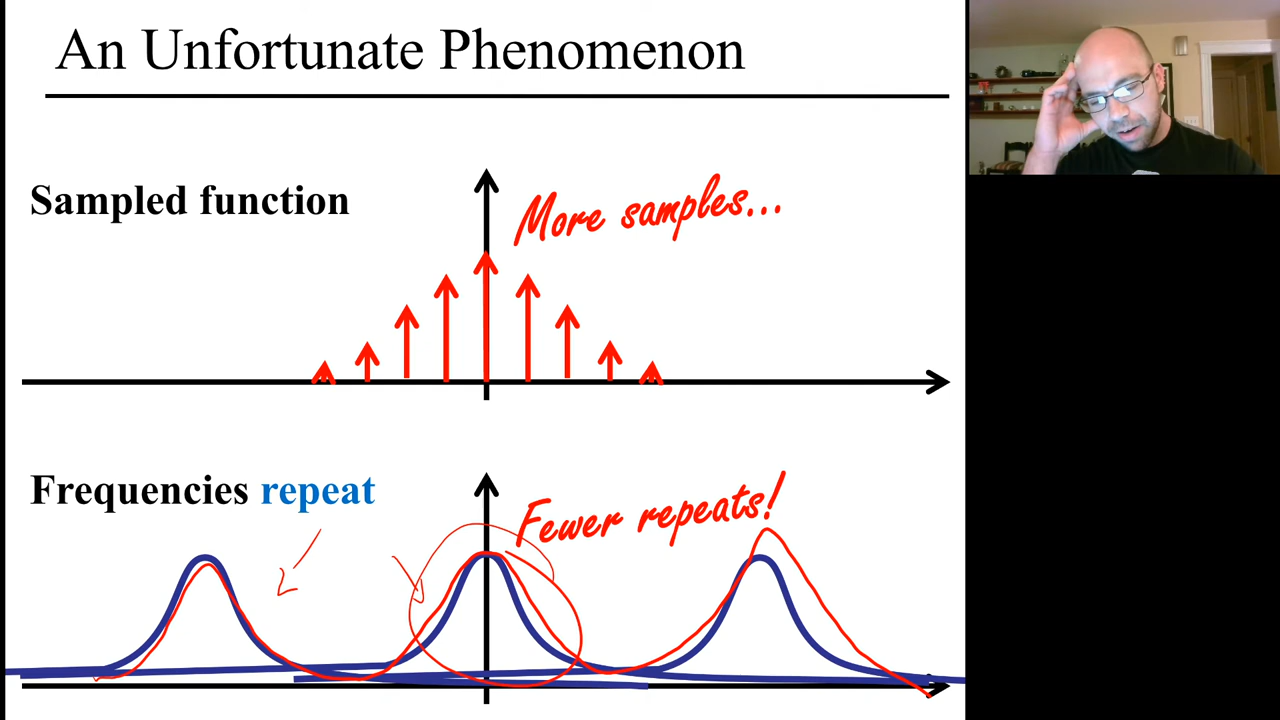 An Unfortunate Phenomenon
Sampled function
More samples...
Frequencies repeat
Fewer repeats!